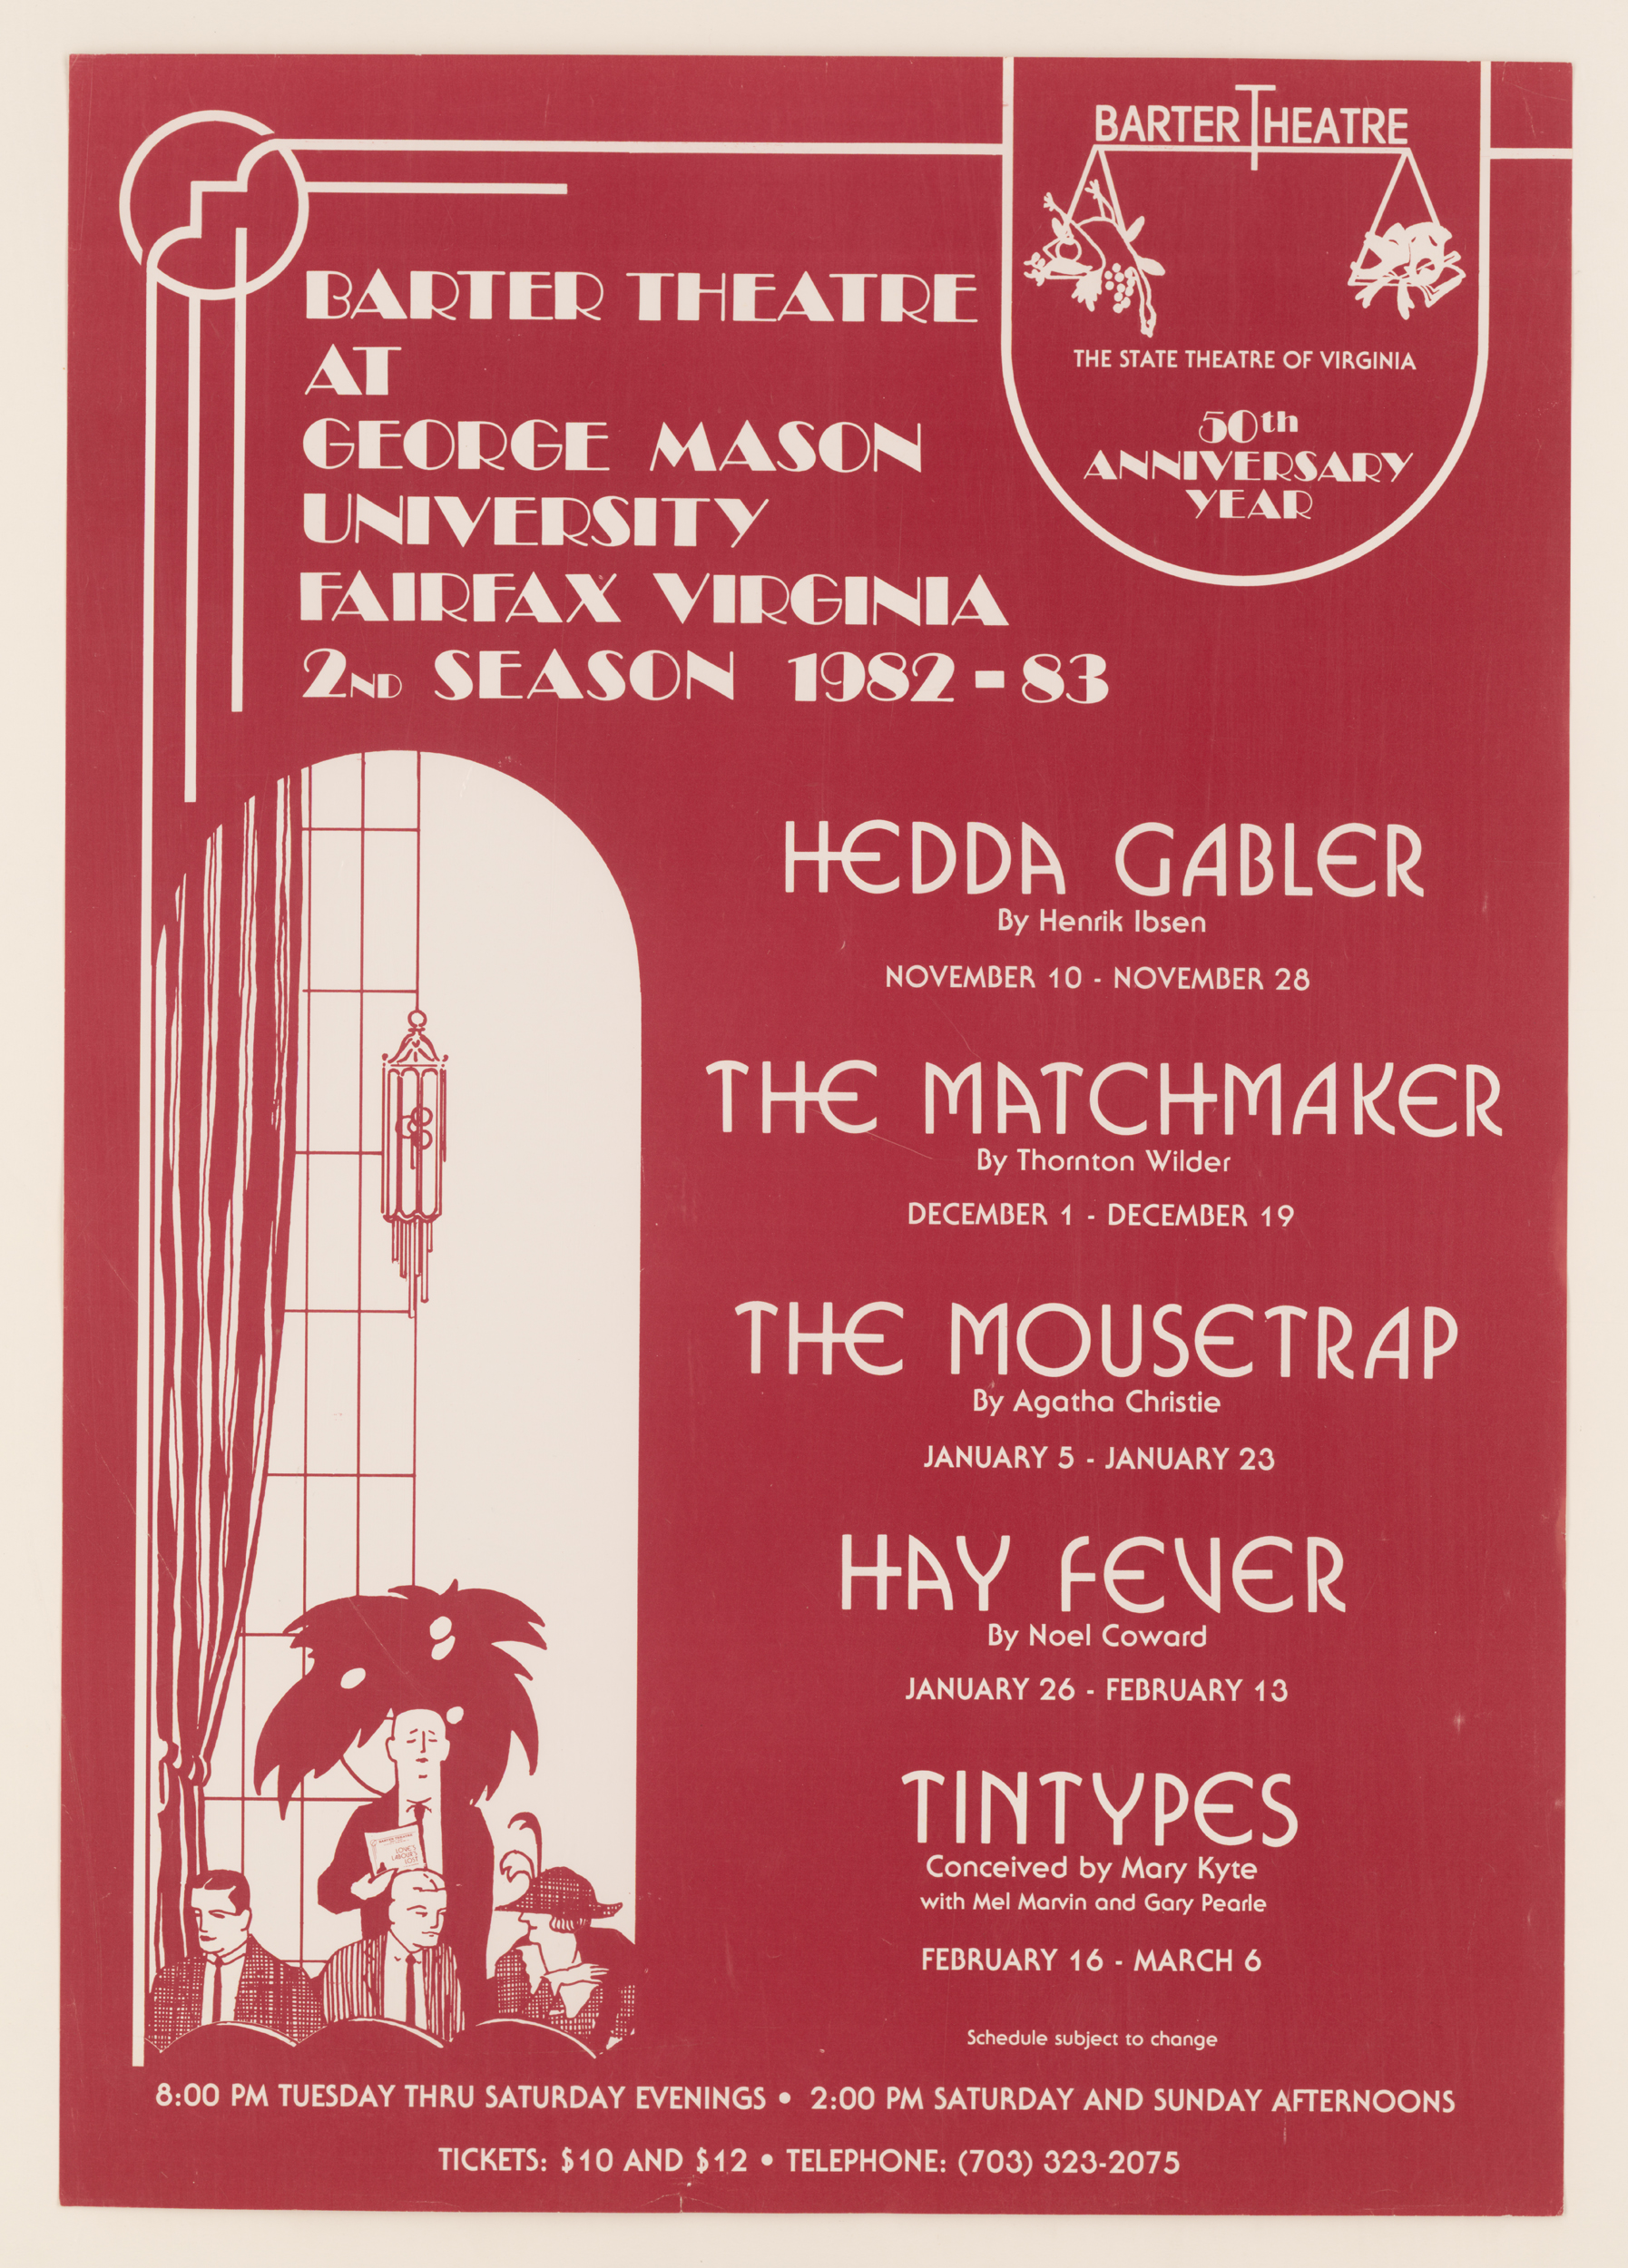 BARTER THEATRE
THE STATE THEATRE OF VIRGINIA
50th
ANNIVERSARY
YEAR
BARTER THEATRE
AT
GEORGE MASON
UNIVERSITY
FAIRFAX VIRGINIA
2ND SEASON 1982-83
HEDDA GABLER
By Henrik Ibsen
NOVEMBER 10 - NOVEMBER 28
THE MATCHMAKER
By Thornton Wilder
DECEMBER 1 - DECEMBER 19
THE MOUSETRAP
By Agatha Christie
JANUARY 5 - JANUARY 23
HAY FEVER
By Noel Coward
JANUARY 26 - FEBRUARY 13
TINTYPES
Conceived by Mary Kyte
with Mel Marvin and Gary Pearle
FEBRUARY 16 - MARCH 6
Schedule subject to change
BARTER THEATRE
LOVE'S
LABOUR'S
LOST
8:00 PM TUESDAY THRU SATURDAY EVENINGS • 2:00 PM SATURDAY AND SUNDAY AFTERNOONS
TICKETS: $10 AND $12 • TELEPHONE: (703) 323-2075